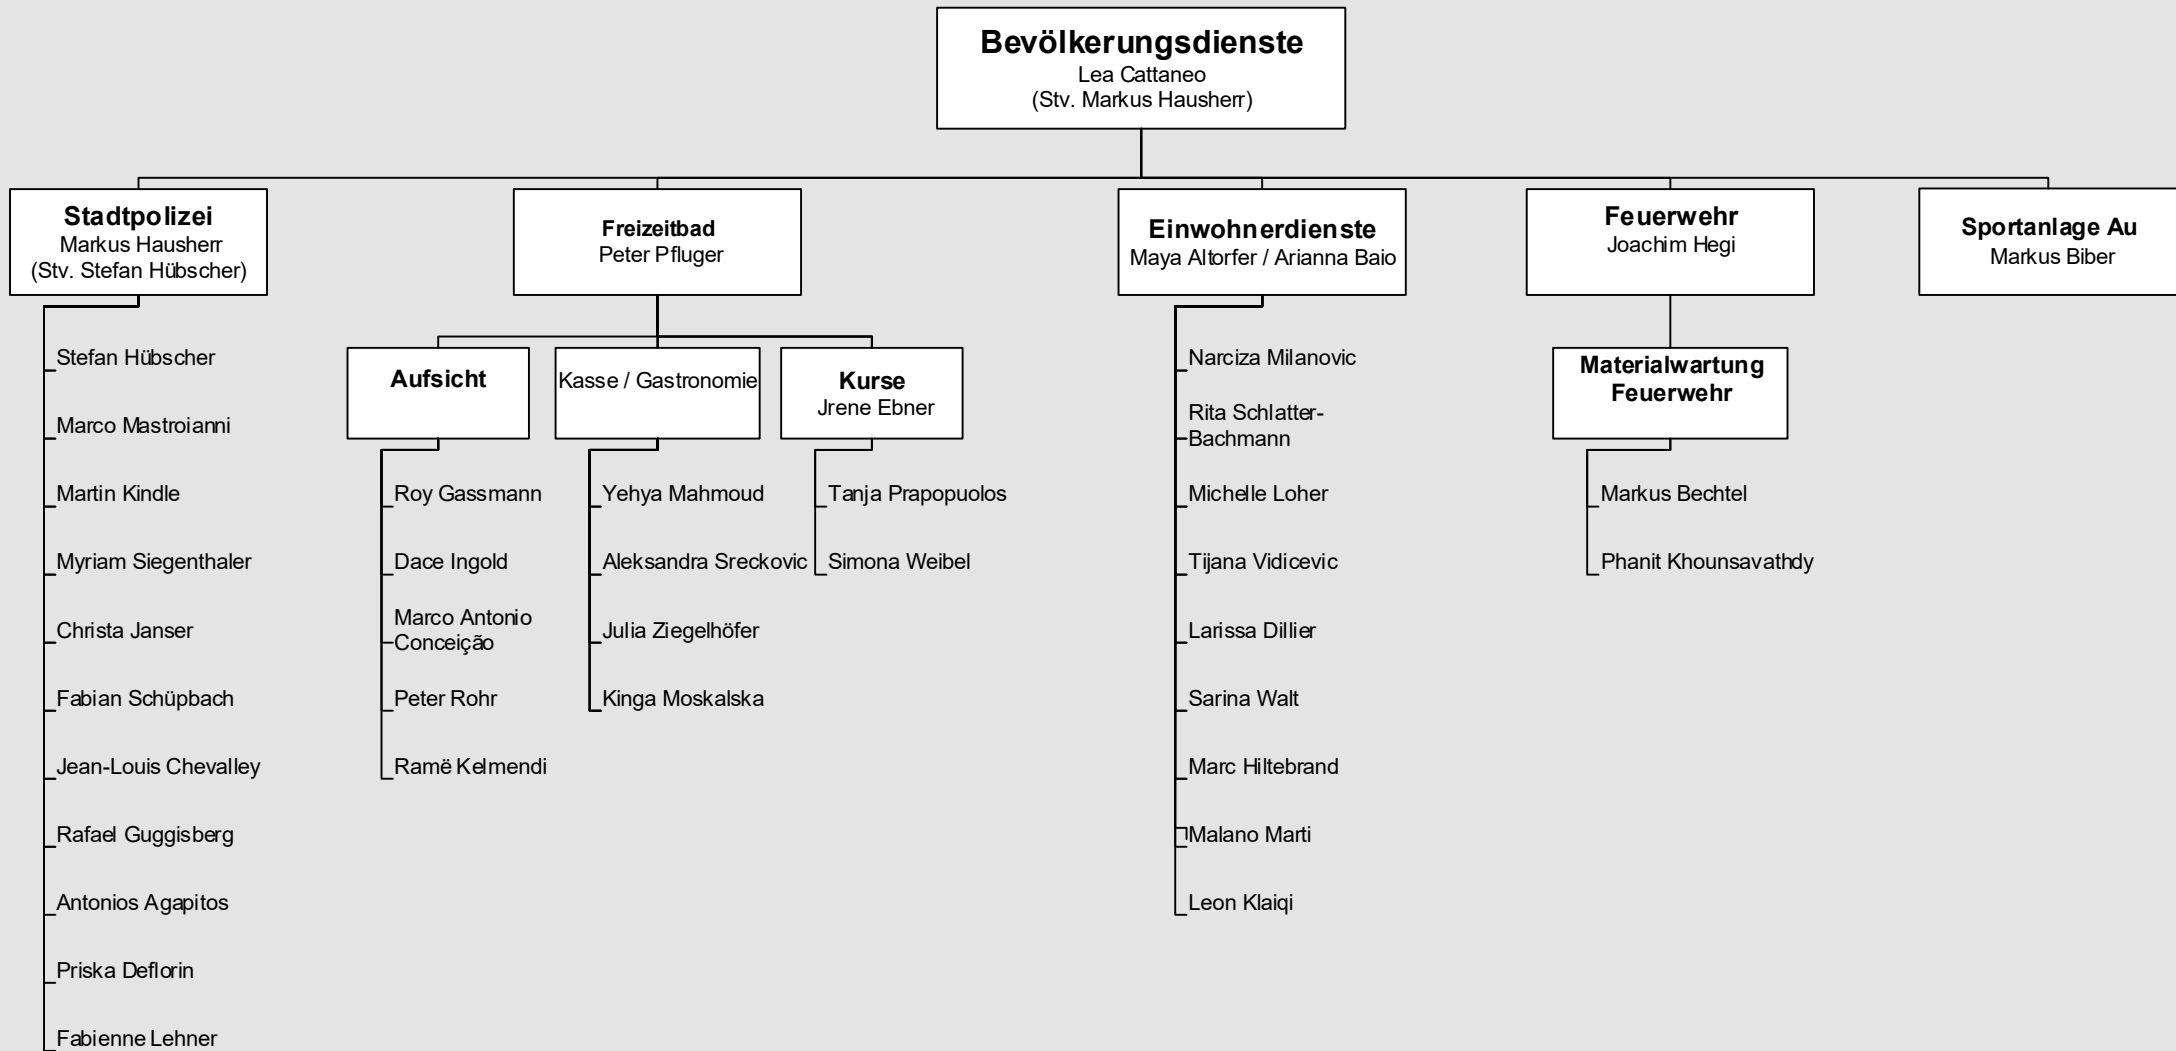 Bevölkerungsdienste
Lea Cattaneo
(Stv. Markus Hausherr)
Stadtpolizei
Markus Hausherr
(Stv. Stefan Hübscher)
Stefan Hübscher
Marco Mastroianni
Martin Kindle
Myriam Siegenthaler
Christa Janser
Fabian Schüpbach
Jean-Louis Chevalley
Rafael Guggisberg
Antonios Agapitos
Priska Deflorin
Fabienne Lehner
Freizeitbad
Peter Pfluger
Aufsicht
Roy Gassmann
Dace Ingold
Marco Antonio
Conceição
Peter Rohr
Ramë Kelmendi
Kasse / Gastronomie
Yehya Mahmoud
Aleksandra Sreckovic
Julia Ziegelhöfer
Kinga Moskalska
Kurse
Jrene Ebner
Tanja Prapopuolos
Simona Weibel
Einwohnerdienste
Maya Altorfer / Arianna Baio
Narciza Milanovic
Rita Schlatter-
Bachmann
Michelle Loher
Tijana Vidicevic
Larissa Dillier
Sarina Walt
Marc Hiltebrand
Malano Marti
Leon Klaiqi
Feuerwehr
Joachim Hegi
Materialwartung
Feuerwehr
Markus Bechtel
Phanit Khounsavathdy
Sportanlage Au
Markus Biber